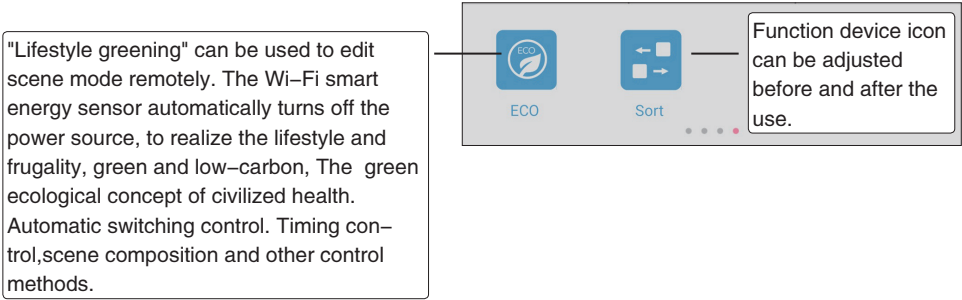 "Lifestyle greening" can be used to edit
scene mode remotely. The Wi–Fi smart
energy sensor automatically turns off the
power source, to realize the lifestyle and
frugality, green and low–carbon, The  green
ecological concept of civilized health.
Automatic switching control. Timing con–
trol,scene composition and other control
methods.
ECO
ECO
Sort
Function device icon
can be adjusted
before and after the
use.